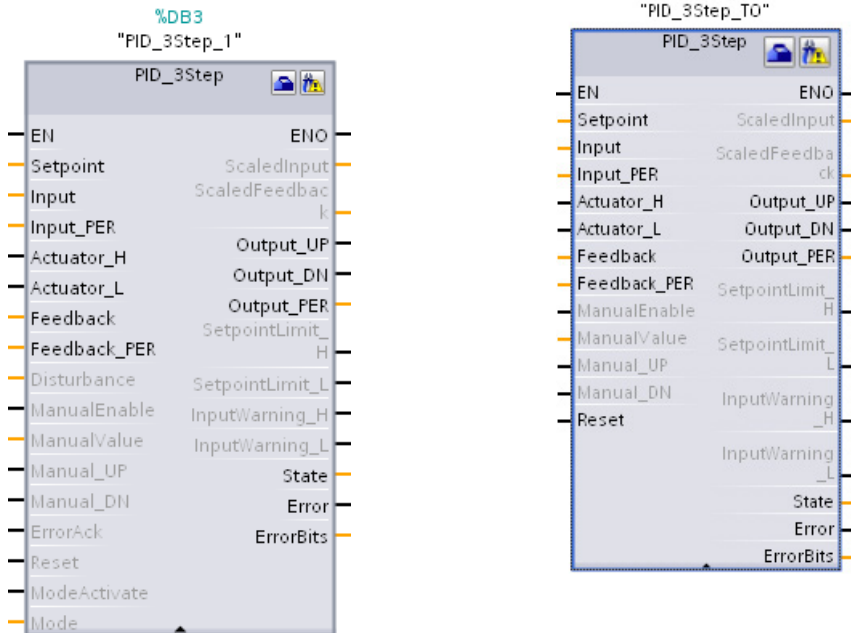 %DB3
"PID_3Step_1"
PID_3Step
EN
ENO
Setpoint
ScaledInput
Input
ScaledFeedbac
k
Input_PER
Actuator_H
Output_UP
Actuator_L
Output_DN
Feedback
Output_PER
Feedback_PER
SetpointLimit_
H
Disturbance
SetpointLimit_L
ManualEnable
InputWarning_H
ManualValue
InputWarning_L
Manual_UP
State
Manual_DN
Error
ErrorAck
ErrorBits
Reset
ModeActivate
Mode
"PID_3Step_TO"
PID_3Step
EN
ENO
Setpoint
ScaledInput
Input
ScaledFeedba
ck
Input_PER
Actuator_H
Output_UP
Actuator_L
Output_DN
Feedback
Output_PER
Feedback_PER
SetpointLimit_
H
ManualEnable
ManualValue
SetpointLimit_
L
Manual_UP
Manual_DN
InputWarning
_H
Reset
InputWarning
_L
State
Error
ErrorBits